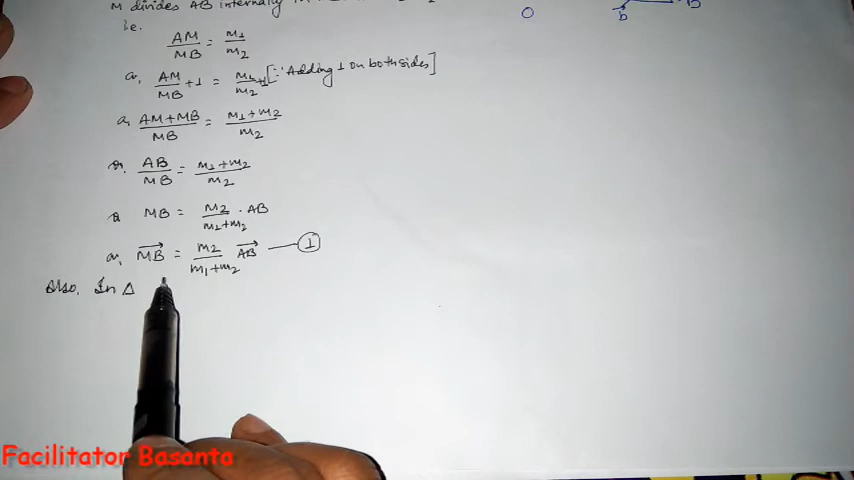 M divides AB internally in
i.e.
AM/MB = m1/m2
or, AM/MB + 1 = m1/m2 + 1 [∵ Adding 1 on both sides]
or, AM+MB/MB = m1+m2/m2
or, AB/MB = m1+m2/m2
or MB = m2/m1+m2 · AB
or, MB→ = m2/m1+m2 AB→ —— ①
Also, In Δ
O
b
B
Facilitator Basanta